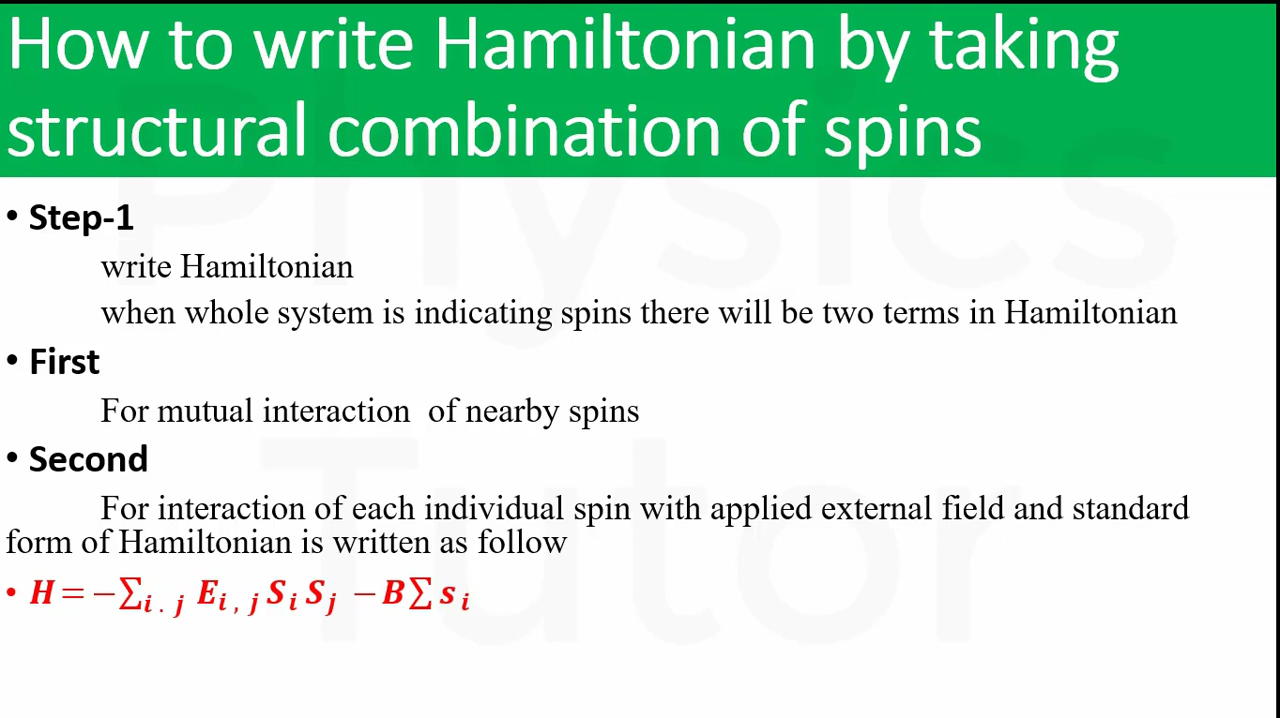 How to write Hamiltonian by taking
structural combination of spins
• Step-1
write Hamiltonian
when whole system is indicating spins there will be two terms in Hamiltonian
• First
For mutual interaction of nearby spins
• Second
For interaction of each individual spin with applied external field and standard
form of Hamiltonian is written as follow
• H = −∑i . j Ei , j Si Sj − B∑ si
Physics
Tutor